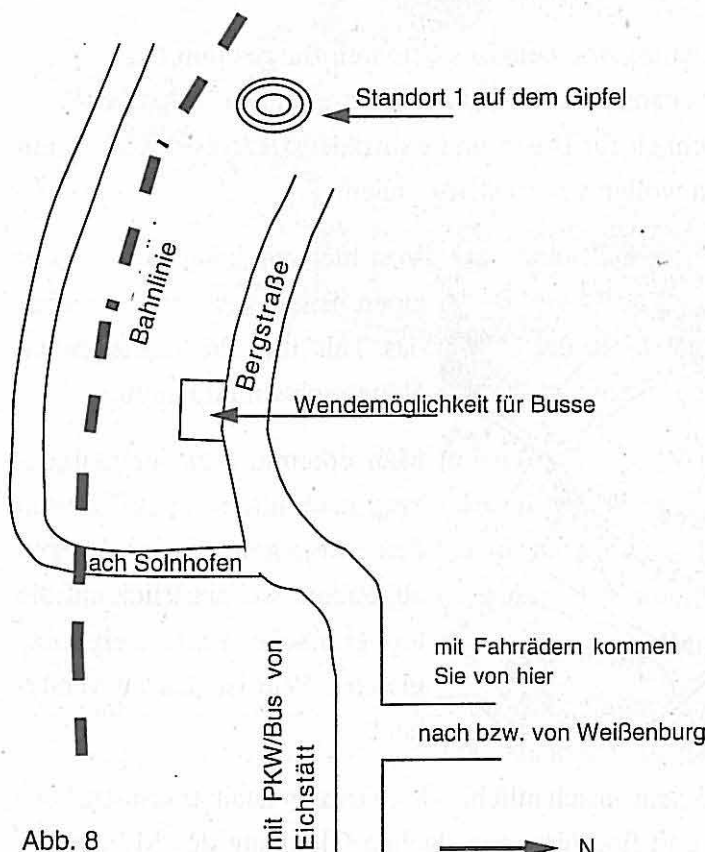 Standort 1 auf dem Gipfel
Bahnlinie
Bergstraße
Wendemöglichkeit für Busse
ach Solnhofen
mit Fahrrädern kommen
Sie von hier
nach bzw. von Weißenburg
mit PKW/Bus von
Eichstätt
Abb. 8
N